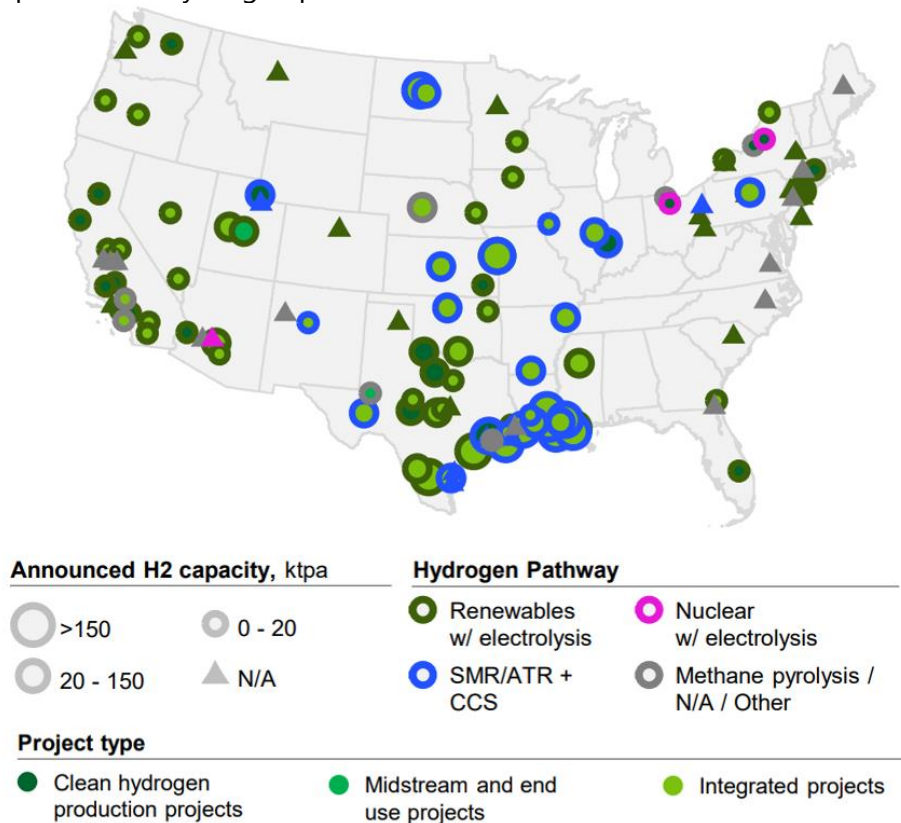 Announced H2 capacity, ktpa
>150
0 - 20
20 - 150
N/A
Hydrogen Pathway
Renewables
w/ electrolysis
Nuclear
w/ electrolysis
SMR/ATR +
CCS
Methane pyrolysis /
N/A / Other
Project type
Clean hydrogen
production projects
Midstream and end
use projects
Integrated projects